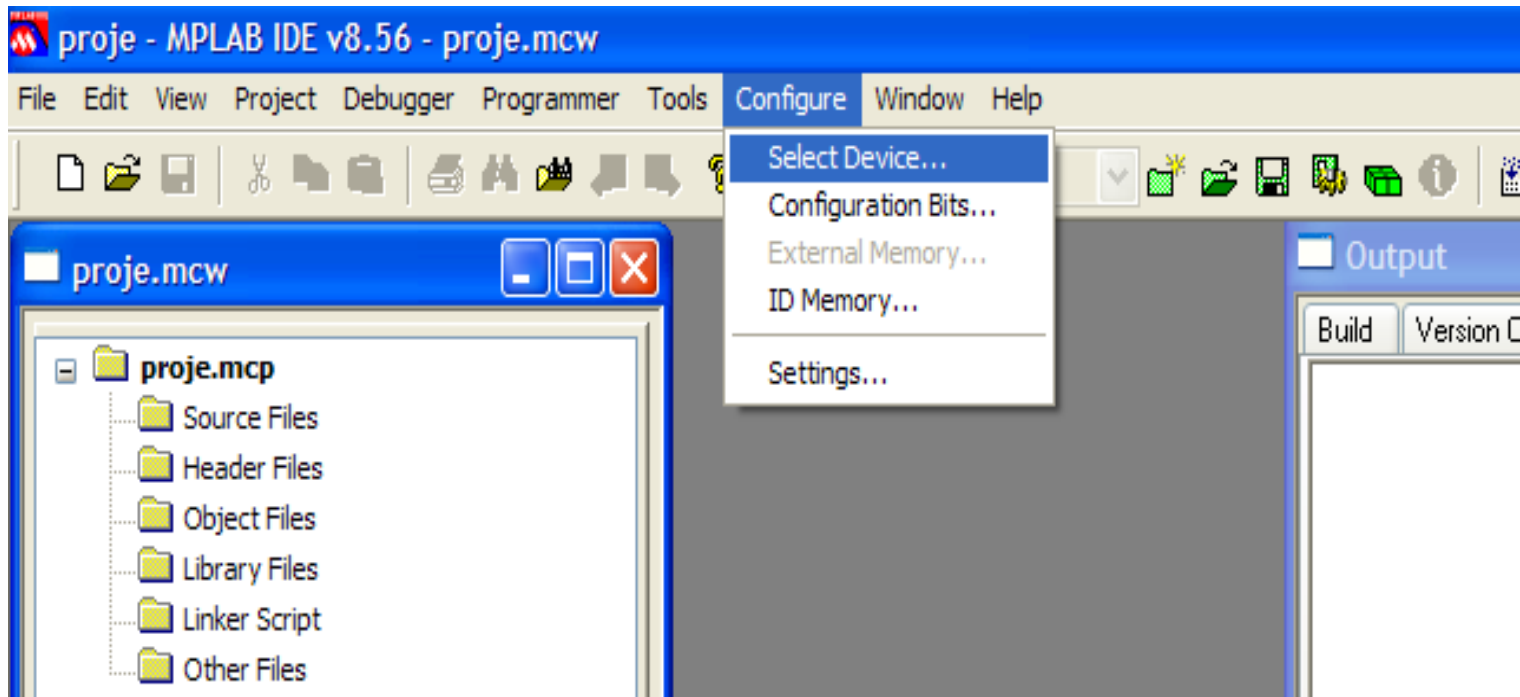 proje - MPLAB IDE v8.56 - proje.mcw
File Edit View Project Debugger Programmer Tools Configure Window Help
Select Device...
Configuration Bits...
External Memory...
ID Memory...
Settings...
proje.mcw
proje.mcp
Source Files
Header Files
Object Files
Library Files
Linker Script
Other Files
Output
Build Version